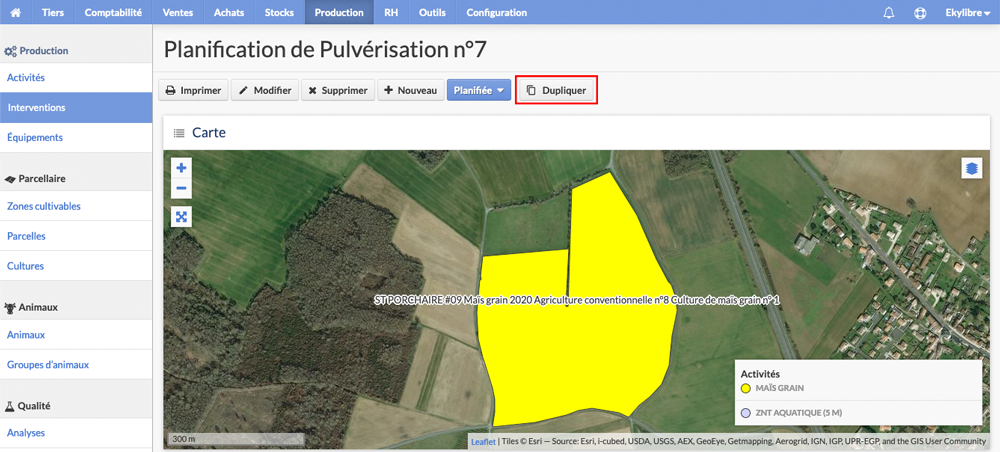 Tiers Comptabilité Ventes Achats Stocks Production RH Outils Configuration Ekylibre
Production
Activités
Interventions
Équipements
Parcellaire
Zones cultivables
Parcelles
Cultures
Animaux
Animaux
Groupes d'animaux
Qualité
Analyses
Planification de Pulvérisation n°7
Imprimer Modifier Supprimer Nouveau Planifiée Dupliquer
Carte
+
−
ST PORCHAIRE #09 Maïs grain 2020 Agriculture conventionnelle n°8 Culture de maïs grain n° 1
Activités
MAÏS GRAIN
ZNT AQUATIQUE (5 M)
300 m
Leaflet | Tiles © Esri — Source: Esri, i-cubed, USDA, USGS, AEX, GeoEye, Getmapping, Aerogrid, IGN, IGP, UPR-EGP, and the GIS User Community